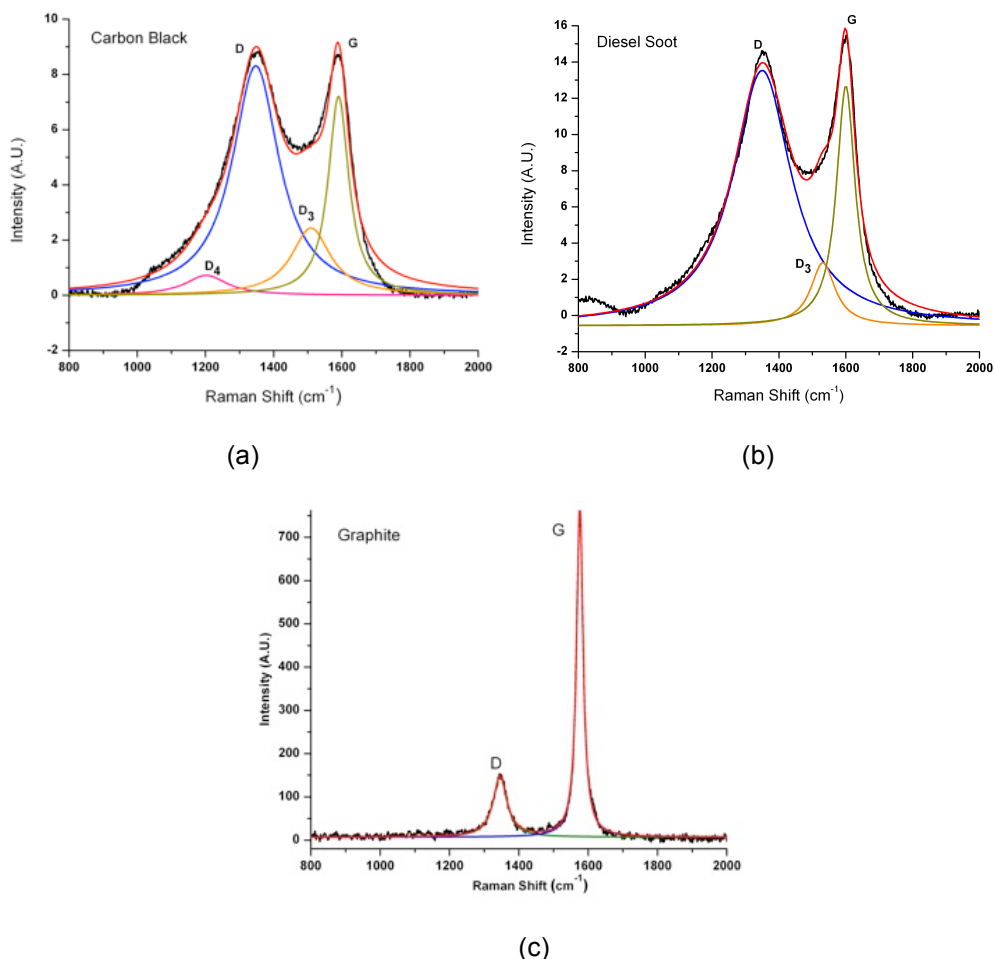 Carbon Black
D
G
D3
D4
Intensity (A.U.)
10
8
6
4
2
0
-2
800 1000 1200 1400 1600 1800 2000
Raman Shift (cm-1)
(a)
Diesel Soot
D
G
D3
Intensity (A.U.)
16
14
12
10
8
6
4
2
0
-2
800 1000 1200 1400 1600 1800 2000
Raman Shift (cm-1)
(b)
Graphite
G
D
Intensity (A.U.)
700
600
500
400
300
200
100
0
800 1000 1200 1400 1600 1800 2000
Raman Shift (cm-1)
(c)